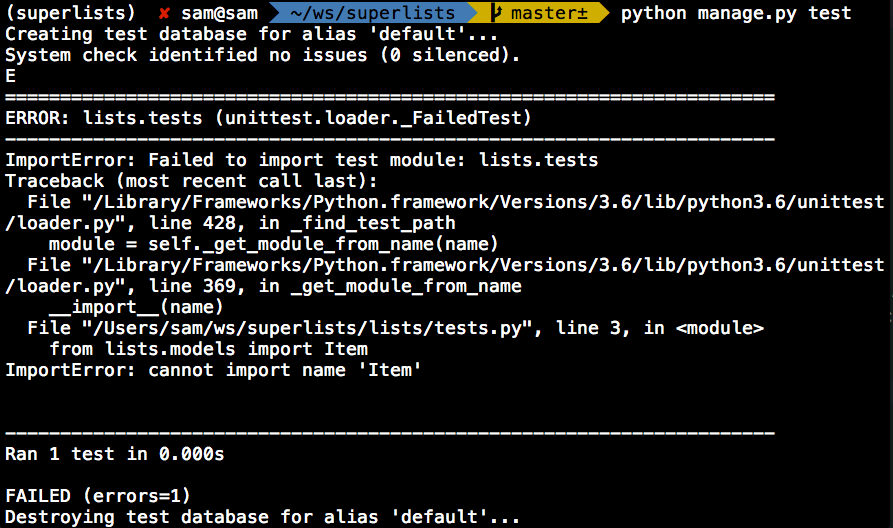 (superlists) ✘ sam@sam ~/ws/superlists master± python manage.py test
Creating test database for alias 'default'...
System check identified no issues (0 silenced).
E
======================================================================
ERROR: lists.tests (unittest.loader._FailedTest)
----------------------------------------------------------------------
ImportError: Failed to import test module: lists.tests
Traceback (most recent call last):
  File "/Library/Frameworks/Python.framework/Versions/3.6/lib/python3.6/unittest
/loader.py", line 428, in _find_test_path
    module = self._get_module_from_name(name)
  File "/Library/Frameworks/Python.framework/Versions/3.6/lib/python3.6/unittest
/loader.py", line 369, in _get_module_from_name
    __import__(name)
  File "/Users/sam/ws/superlists/lists/tests.py", line 3, in <module>
    from lists.models import Item
ImportError: cannot import name 'Item'
----------------------------------------------------------------------
Ran 1 test in 0.000s
FAILED (errors=1)
Destroying test database for alias 'default'...